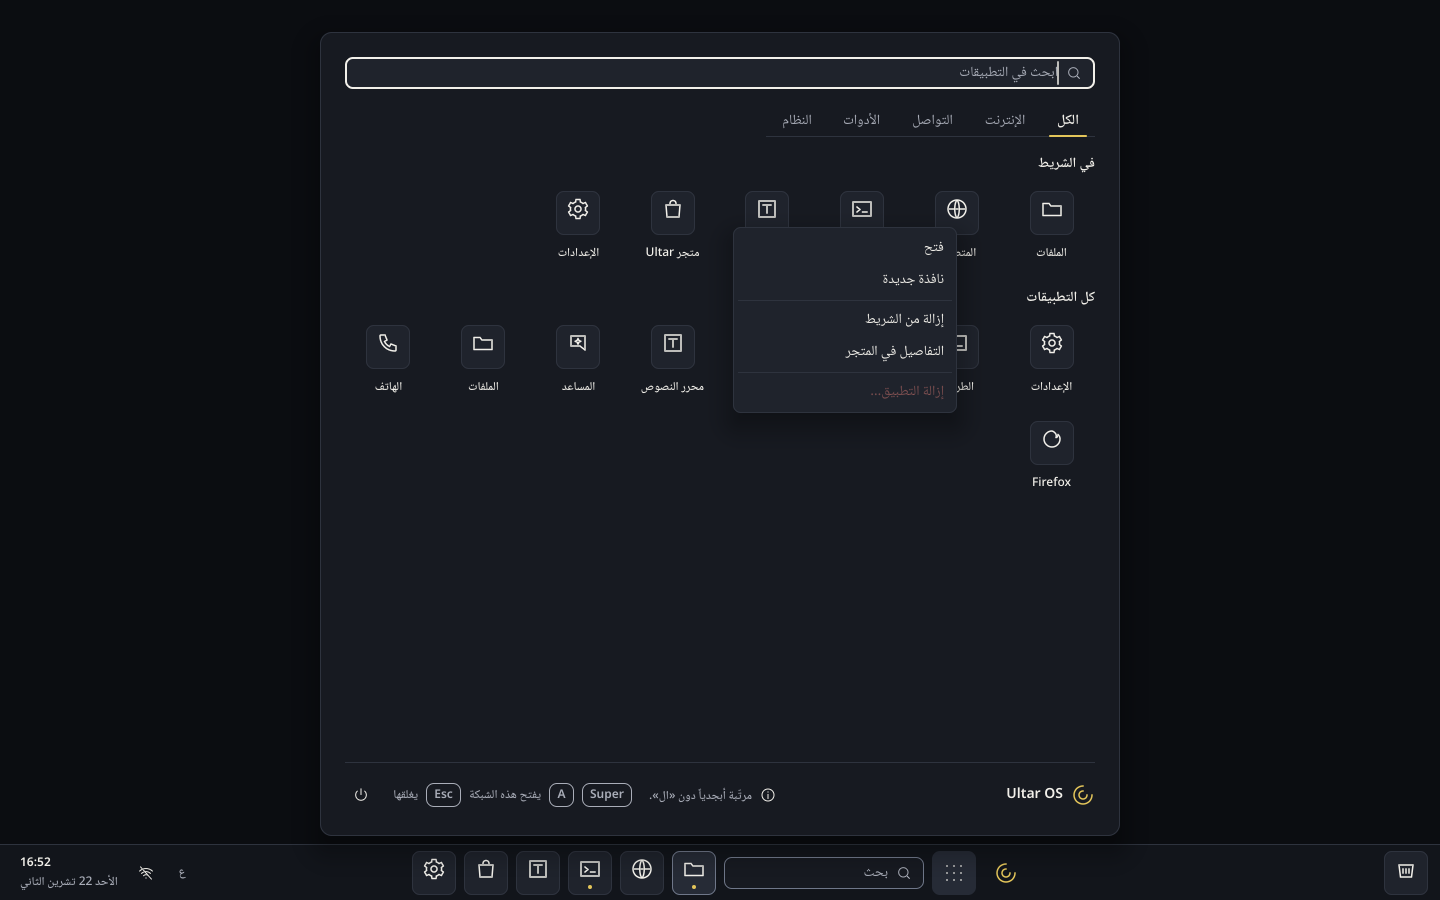 ابحث في التطبيقات
الكل
الإنترنت
التواصل
الأدوات
النظام
في الشريط
الملفات
متجر Ultar
الإعدادات
فتح
نافذة جديدة
إزالة من الشريط
التفاصيل في المتجر
إزالة التطبيق...
كل التطبيقات
الإعدادات
محرر النصوص
المساعد
الملفات
الهاتف
Firefox
Ultar OS
مرتّبة أبجدياً دون «ال».
Super A يفتح هذه الشبكة Esc يغلقها
بحث
ع
16:52
الأحد 22 تشرين الثاني